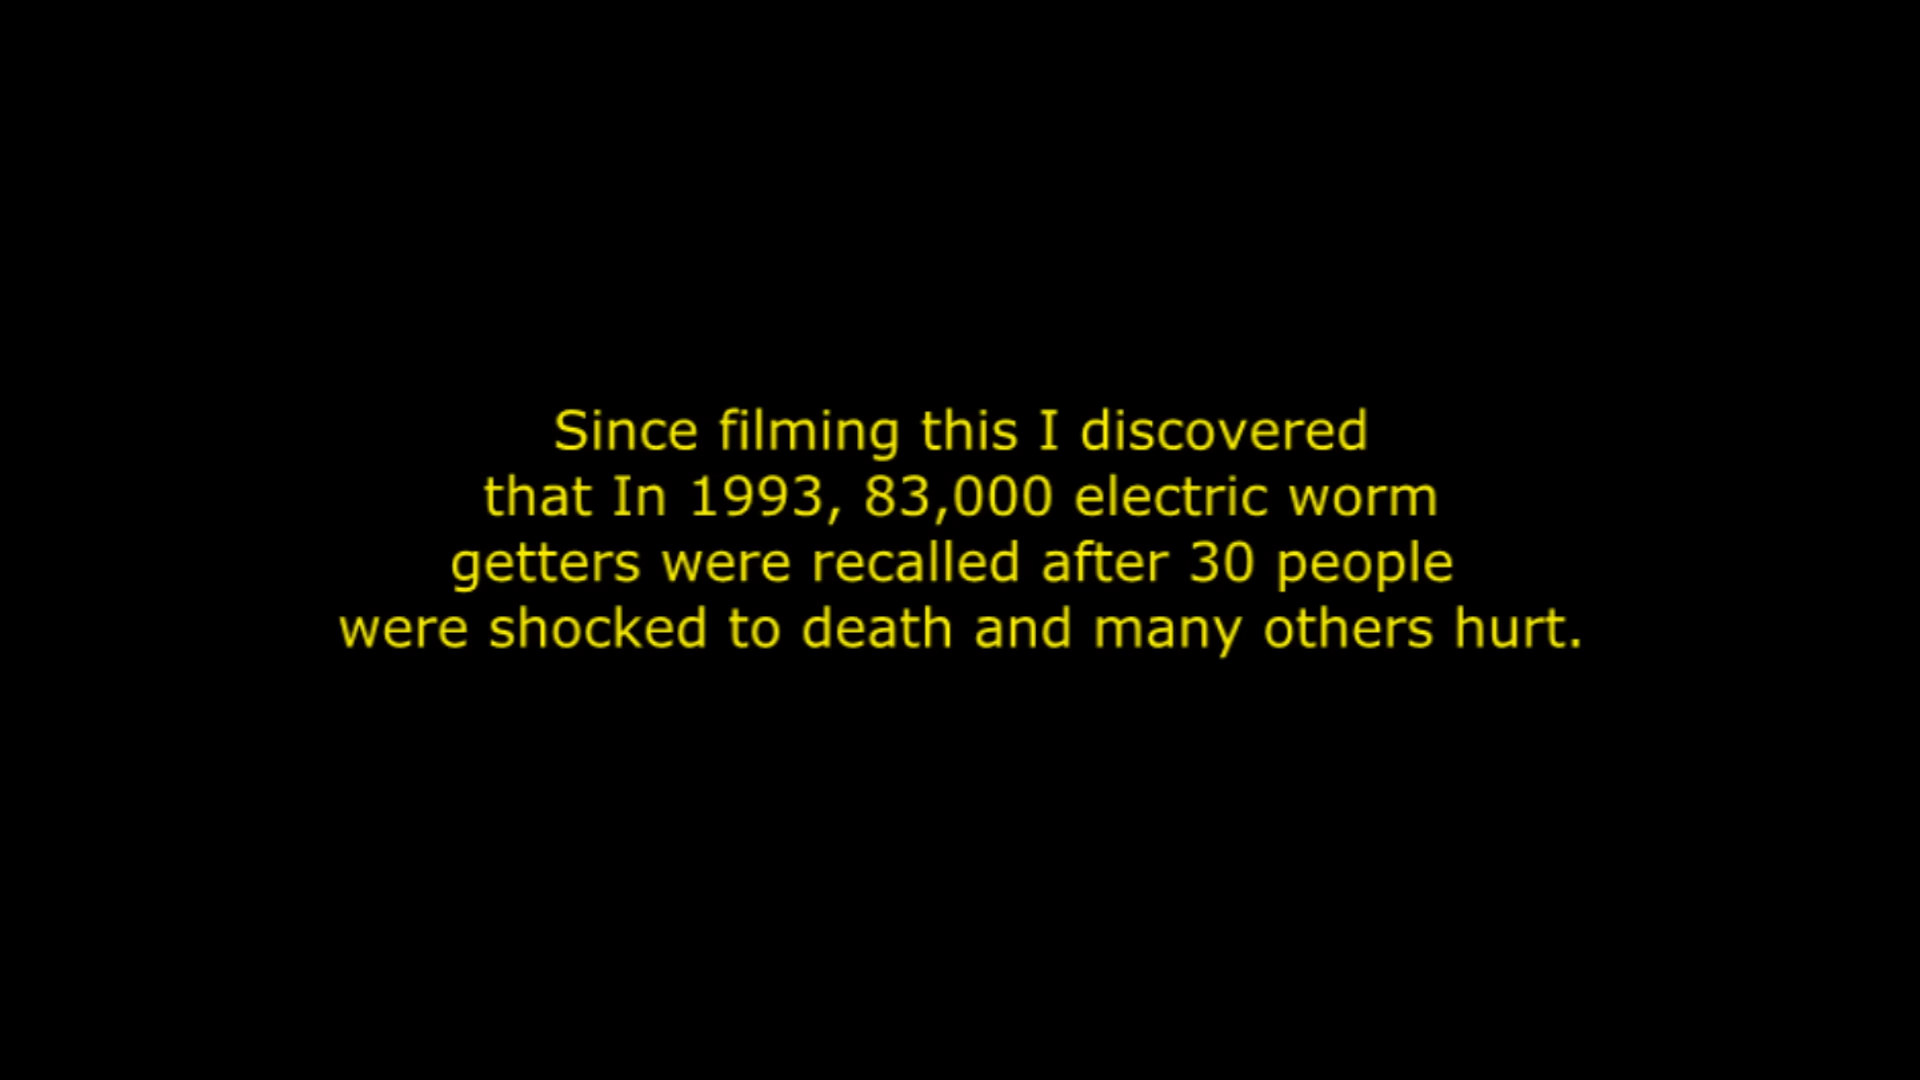 Since filming this I discovered
that In 1993, 83,000 electric worm
getters were recalled after 30 people
were shocked to death and many others hurt.